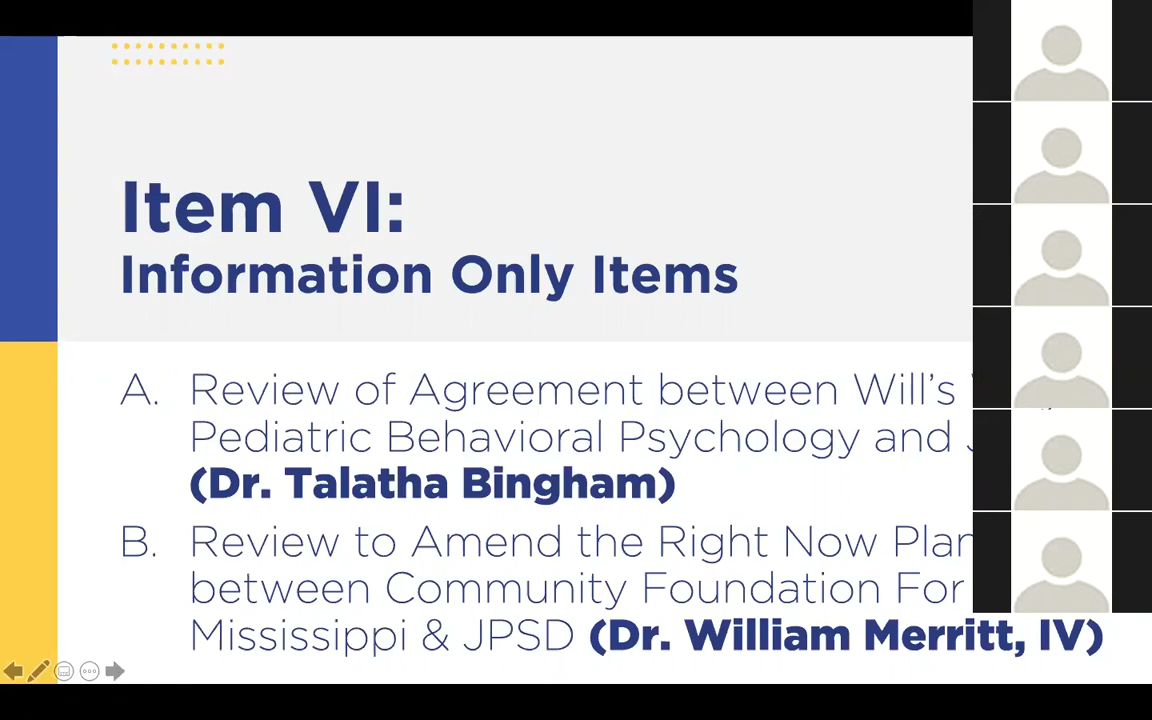 Item VI:
Information Only Items
A. Review of Agreement between Will's
Pediatric Behavioral Psychology and
(Dr. Talatha Bingham)
B. Review to Amend the Right Now Plan
between Community Foundation For
Mississippi & JPSD (Dr. William Merritt, IV)